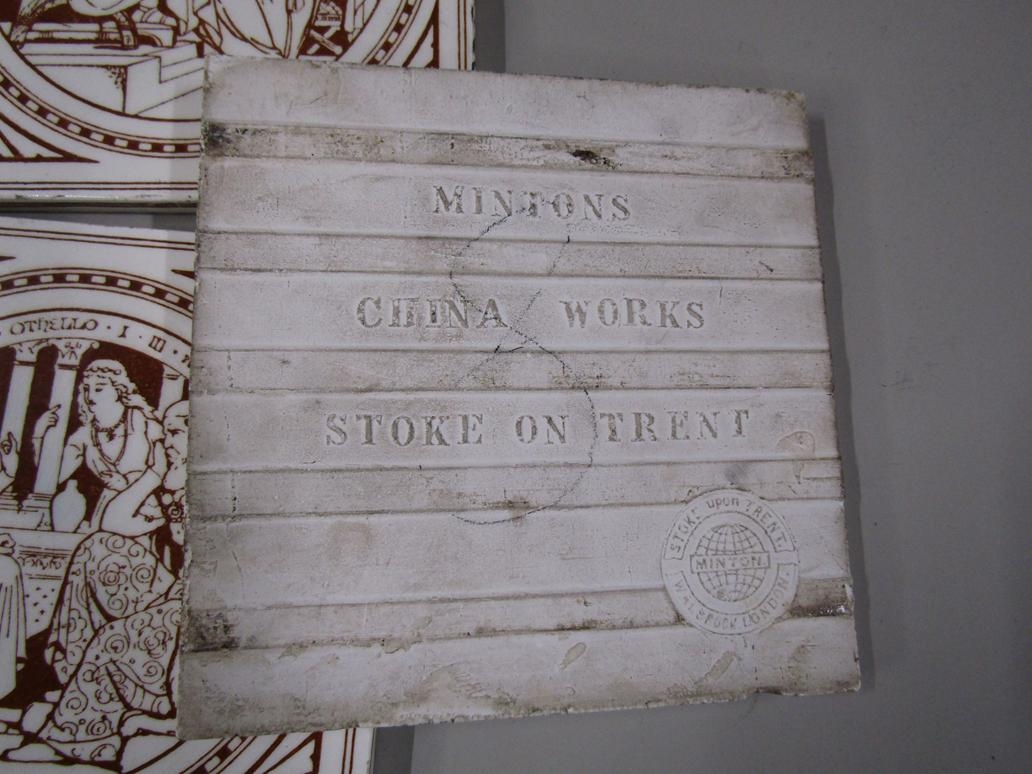 MINTONS
CHINA WORKS
STOKE ON TRENT
STOKE upon TRENT.
MINTON
WALBROOK LONDON.
OTHELLO · I · III ·